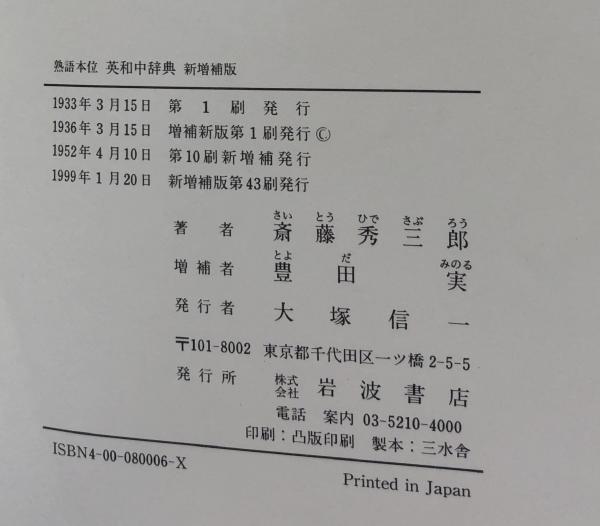 熟語本位 英和中辞典 新増補版
1933年3月15日 第1刷発行
1936年3月15日 増補新版第1刷発行 ©
1952年4月10日 第10刷新増補発行
1999年1月20日 新増補版第43刷発行
さい とう ひで さぶ ろう
著者 斎藤秀三郎
とよ だ みのる
増補者 豊田実
発行者 大塚信一
〒101-8002 東京都千代田区一ツ橋2-5-5
発行所 株式会社 岩波書店
電話 案内 03-5210-4000
印刷:凸版印刷 製本:三水舎
ISBN4-00-080006-X
Printed in Japan